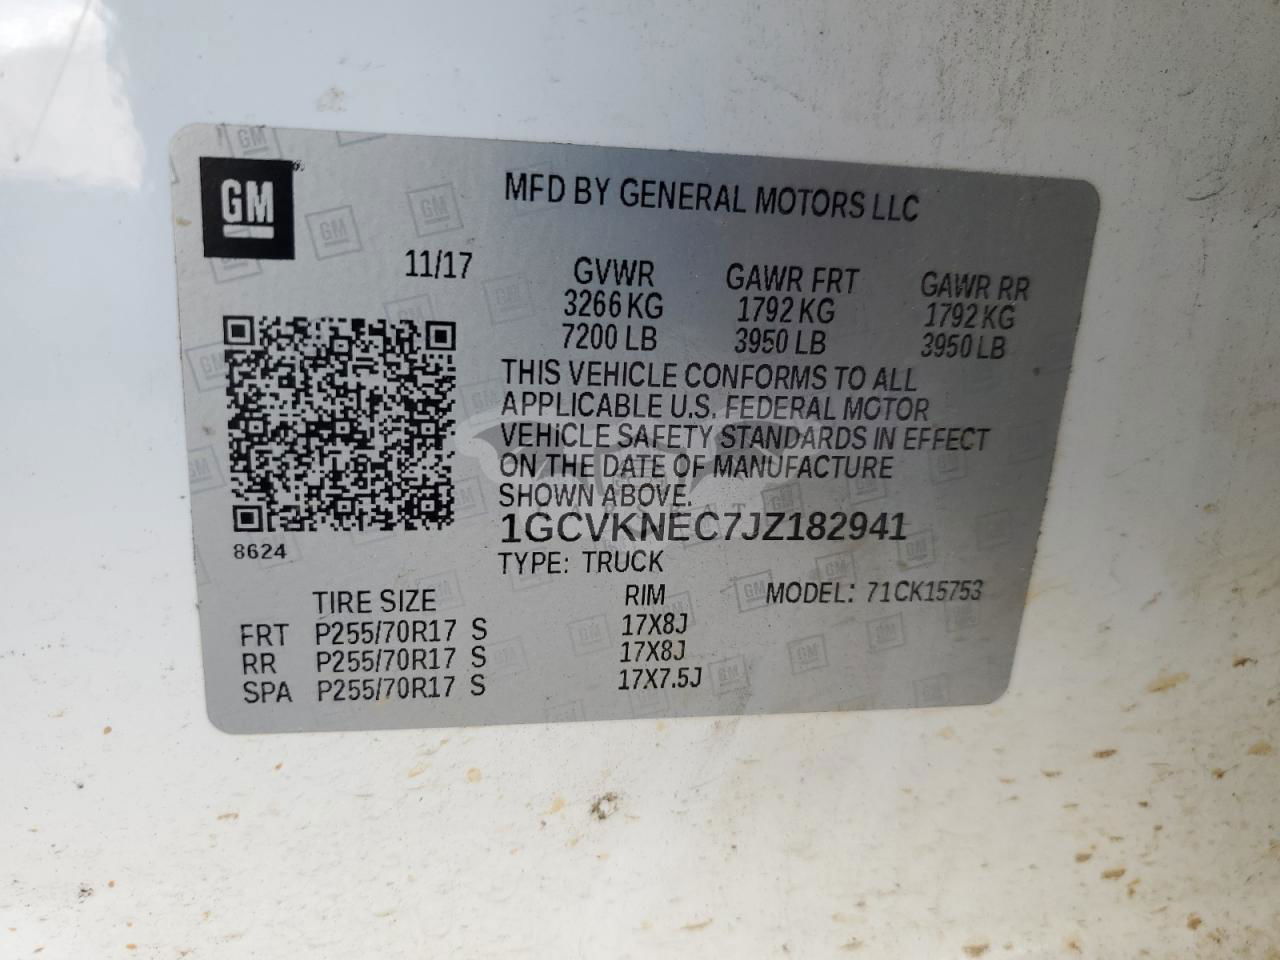 GM
MFD BY GENERAL MOTORS LLC
11/17
GVWR GAWR FRT GAWR RR
3266 KG 1792 KG 1792 KG
7200 LB 3950 LB 3950 LB
THIS VEHICLE CONFORMS TO ALL
APPLICABLE U.S. FEDERAL MOTOR
VEHICLE SAFETY STANDARDS IN EFFECT
ON THE DATE OF MANUFACTURE
SHOWN ABOVE.
1GCVKNEC7JZ182941
8624
TYPE: TRUCK
TIRE SIZE RIM MODEL: 71CK15753
FRT P255/70R17 S 17X8J
RR P255/70R17 S 17X8J
SPA P255/70R17 S 17X7.5J